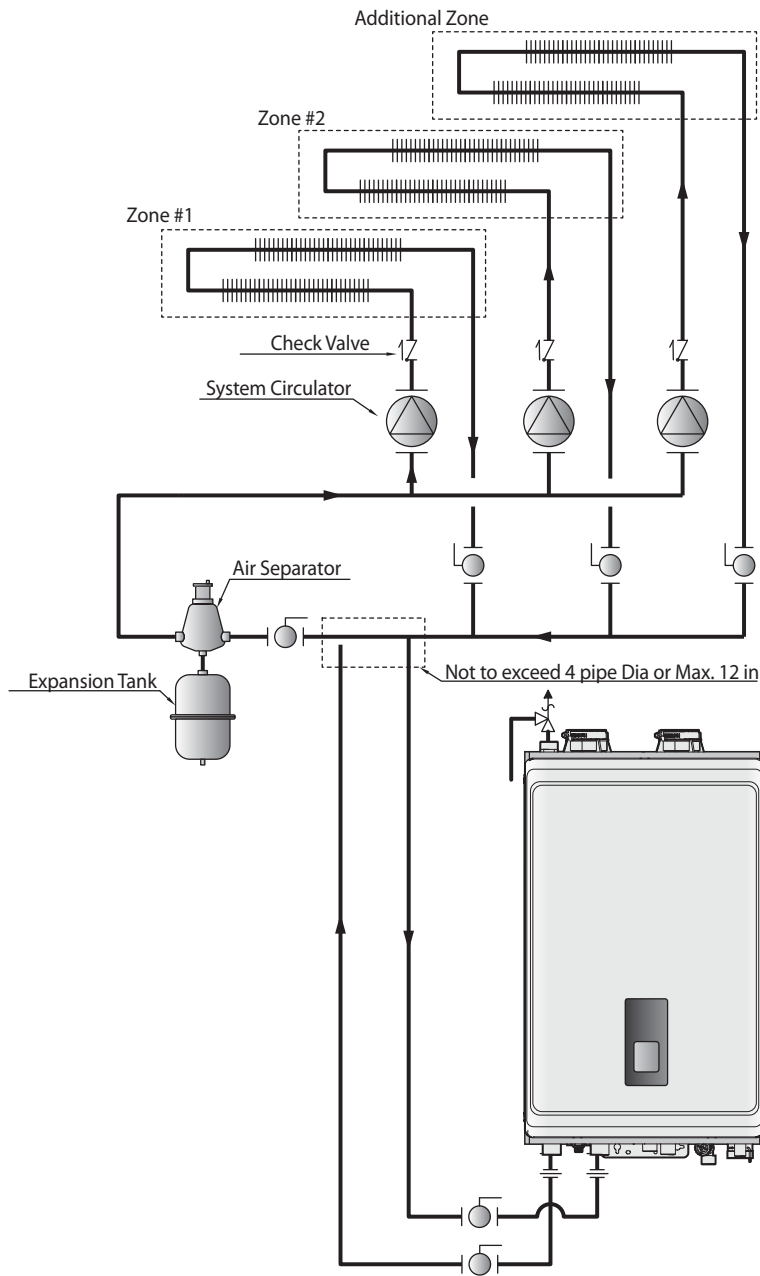 Additional Zone
Zone #2
Zone #1
Check Valve
System Circulator
Air Separator
Expansion Tank
Not to exceed 4 pipe Dia or Max. 12 in